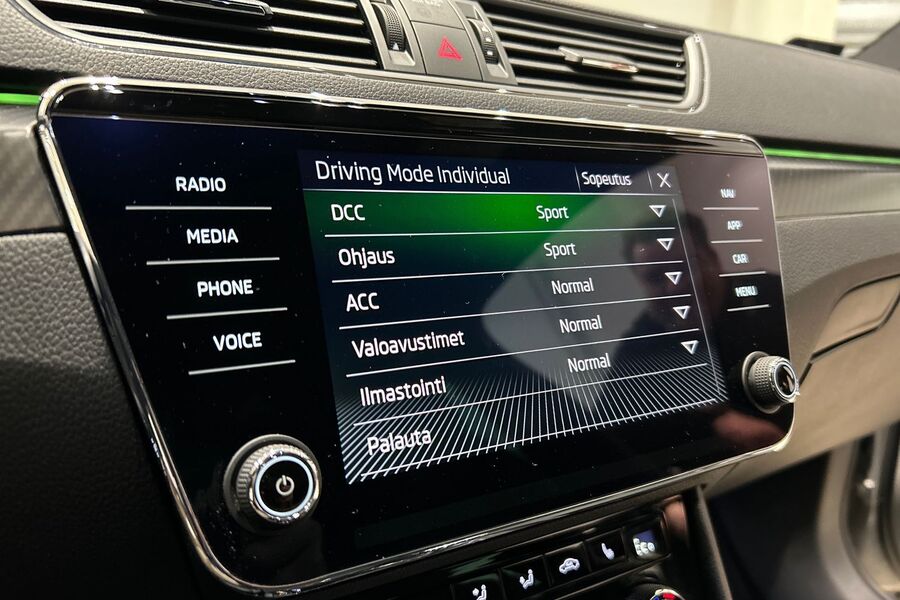 RADIO
MEDIA
PHONE
VOICE
Driving Mode Individual Sopeutus
DCC Sport
Ohjaus Sport
ACC Normal
Valoavustimet Normal
Ilmastointi Normal
Palauta
NAV
APP
CAR
MENU
Eco